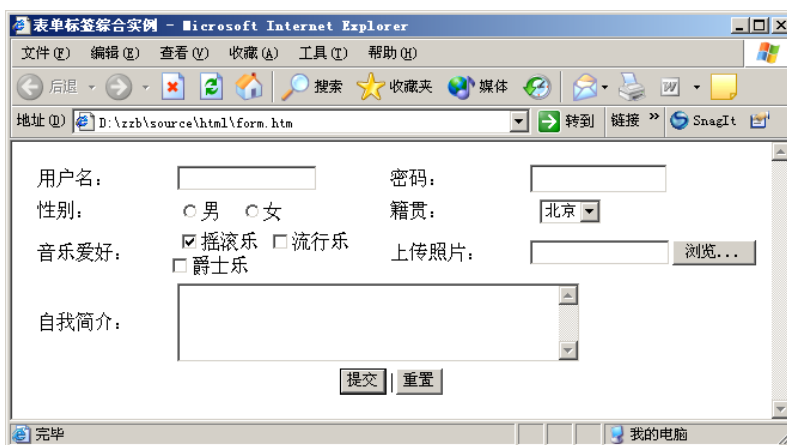 表单标签综合实例 - Microsoft Internet Explorer
文件(F) 编辑(E) 查看(V) 收藏(A) 工具(T) 帮助(H)
后退 搜索 收藏夹 媒体
地址(D) D:\zzb\source\html\form.htm 转到 链接 » SnagIt
用户名： 密码：
性别： 男 女 籍贯： 北京
音乐爱好： 摇滚乐 流行乐 上传照片： 浏览...
爵士乐
自我简介：
提交 | 重置
完毕 我的电脑